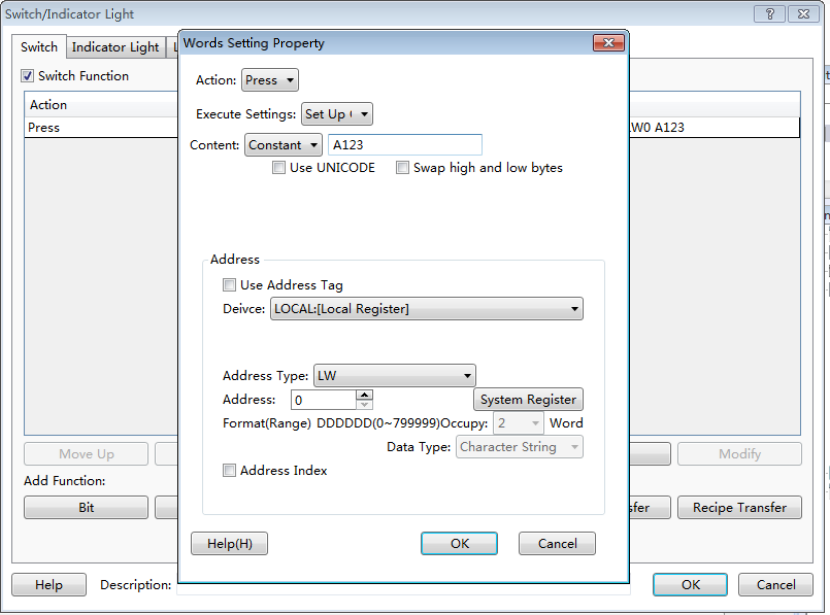 Switch/Indicator Light
Switch
Indicator Light
Switch Function
Action
Press
LW0 A123
Move Up
Modify
Add Function:
Bit
Recipe Transfer
Help
Description:
OK
Cancel
Words Setting Property
Action: Press
Execute Settings: Set Up
Content: Constant A123
Use UNICODE
Swap high and low bytes
Address
Use Address Tag
Deivce: LOCAL:[Local Register]
Address Type: LW
Address: 0
System Register
Format(Range) DDDDDD(0~799999)Occupy: 2 Word
Data Type: Character String
Address Index
Help(H)
OK
Cancel